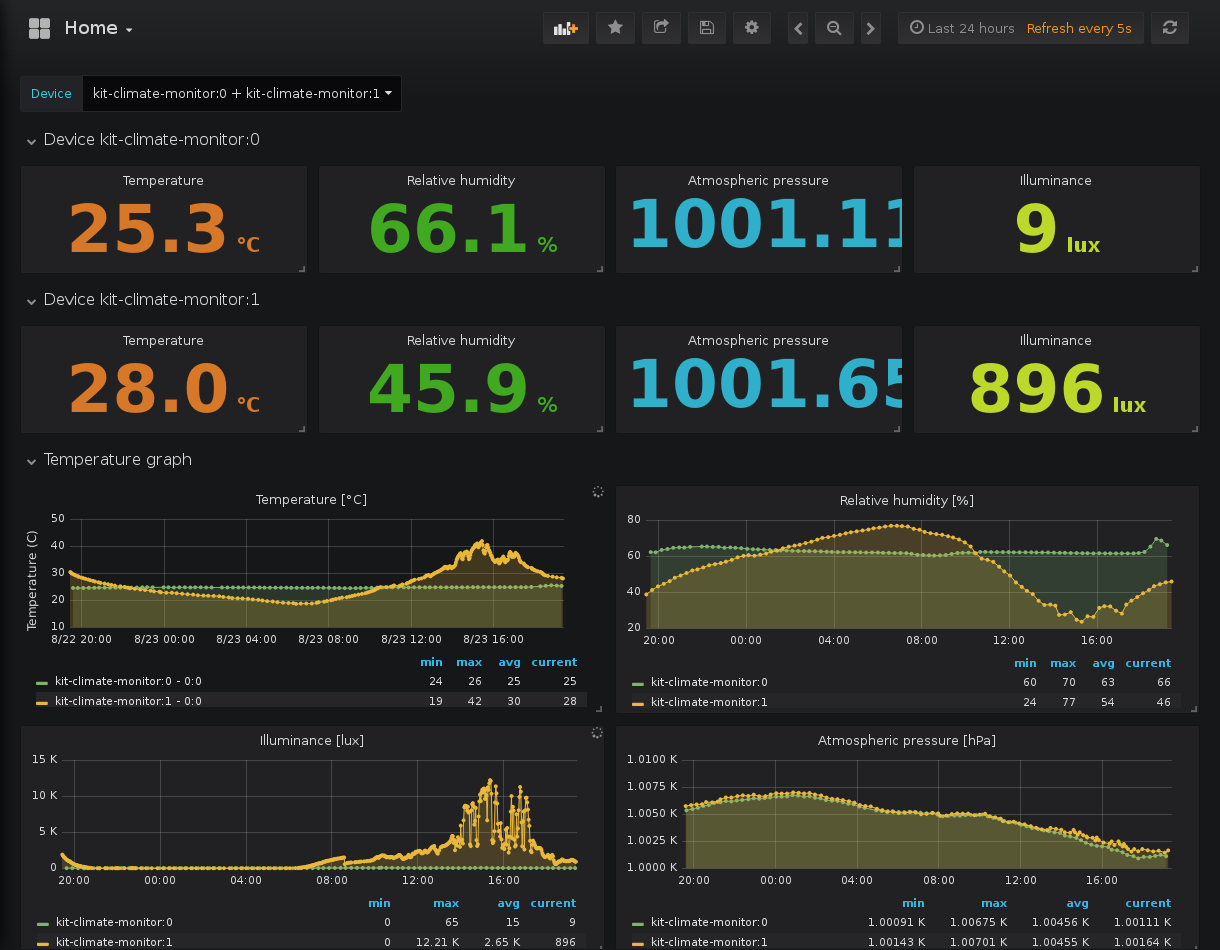 Home
Last 24 hours Refresh every 5s
Device kit-climate-monitor:0 + kit-climate-monitor:1
Device kit-climate-monitor:0
Temperature Relative humidity Atmospheric pressure Illuminance
25.3 °C 66.1 % 1001.11 9 lux
Device kit-climate-monitor:1
Temperature Relative humidity Atmospheric pressure Illuminance
28.0 °C 45.9 % 1001.65 896 lux
Temperature graph
Temperature [°C]
Temperature (C)
50
40
30
20
10
8/22 20:00 8/23 00:00 8/23 04:00 8/23 08:00 8/23 12:00 8/23 16:00
min max avg current
kit-climate-monitor:0 - 0:0 24 26 25 25
kit-climate-monitor:1 - 0:0 19 42 30 28
Relative humidity [%]
80
60
40
20
20:00 00:00 04:00 08:00 12:00 16:00
min max avg current
kit-climate-monitor:0 60 70 63 66
kit-climate-monitor:1 24 77 54 46
Illuminance [lux]
15 K
10 K
5 K
0
20:00 00:00 04:00 08:00 12:00 16:00
min max avg current
kit-climate-monitor:0 0 65 15 9
kit-climate-monitor:1 0 12.21 K 2.65 K 896
Atmospheric pressure [hPa]
1.0100 K
1.0075 K
1.0050 K
1.0025 K
1.0000 K
20:00 00:00 04:00 08:00 12:00 16:00
min max avg current
kit-climate-monitor:0 1.00091 K 1.00675 K 1.00456 K 1.00111 K
kit-climate-monitor:1 1.00143 K 1.00701 K 1.00455 K 1.00164 K